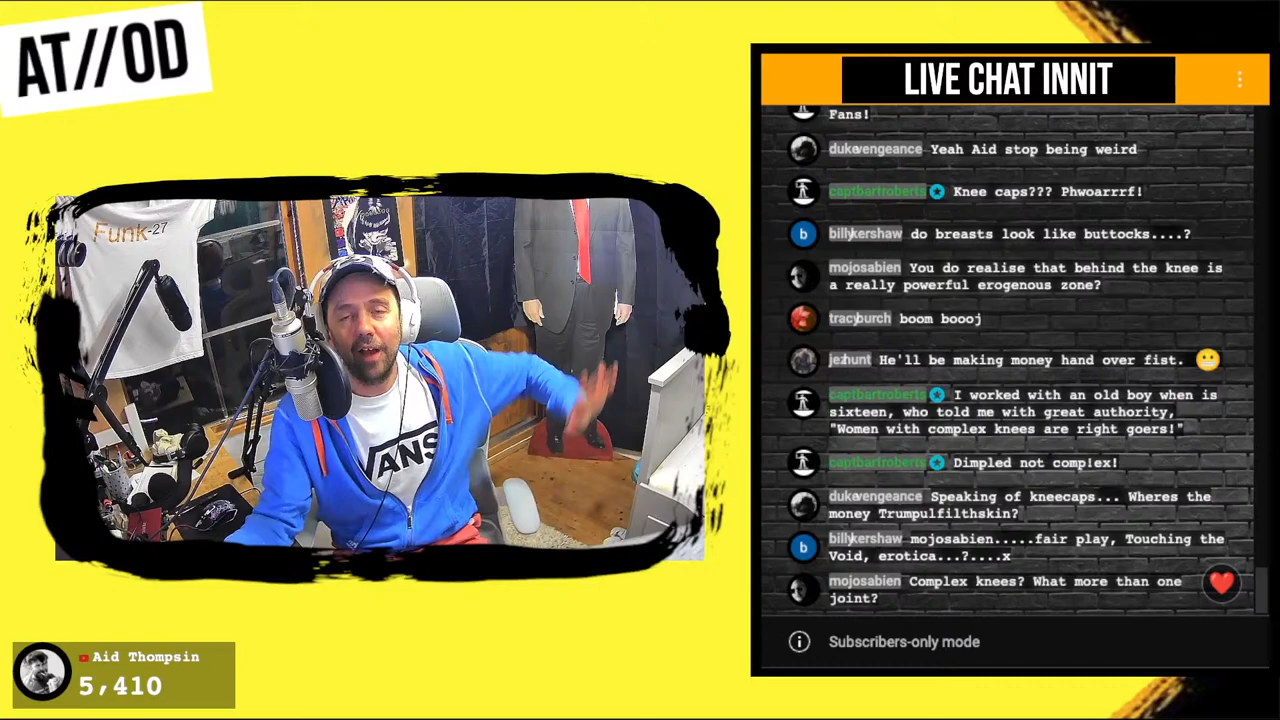 AT//OD
LIVE CHAT INNIT
Fans!
dukevengeance Yeah Aid stop being weird
captbartroberts Knee caps??? Phwoarrrf!
billykershaw do breasts look like buttocks....?
mojosabien You do realise that behind the knee is
a really powerful erogenous zone?
tracyburch boom boooj
jezhunt He'll be making money hand over fist. 😬
captbartroberts I worked with an old boy when is
sixteen, who told me with great authority,
"Women with complex knees are right goers!"
captbartroberts Dimpled not complex!
dukevengeance Speaking of kneecaps... Wheres the
money Trumpulfilthskin?
billykershaw mojosabien.....fair play, Touching the
Void, erotica...?....x
mojosabien Complex knees? What more than one
joint?
Subscribers-only mode
Funk-27
VANS
Aid Thompsin
5,410